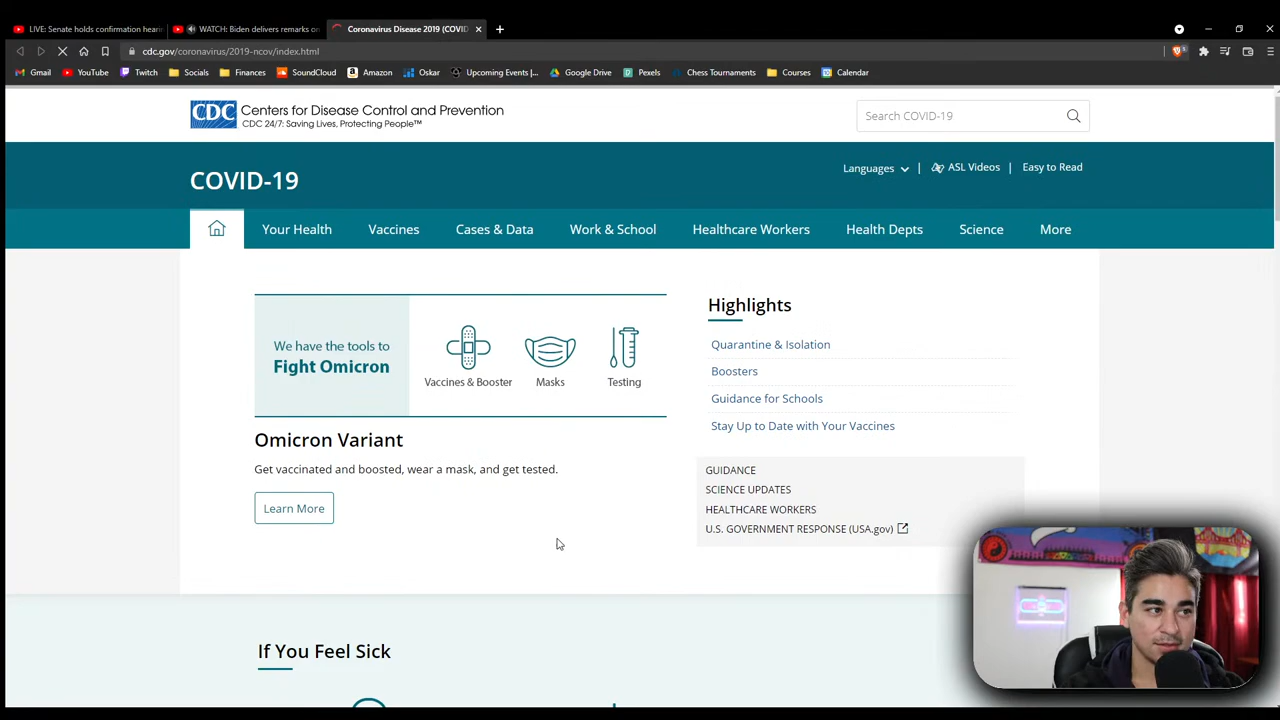 LIVE: Senate holds confirmation heari
WATCH: Biden delivers remarks on
Coronavirus Disease 2019 (COVID
cdc.gov/coronavirus/2019-ncov/index.html
Gmail YouTube Twitch Socials Finances SoundCloud Amazon Oskar Upcoming Events |... Google Drive Pexels Chess Tournaments Courses Calendar
CDC Centers for Disease Control and Prevention
CDC 24/7: Saving Lives, Protecting People™
Search COVID-19
COVID-19
Languages | ASL Videos | Easy to Read
Your Health Vaccines Cases & Data Work & School Healthcare Workers Health Depts Science More
We have the tools to
Fight Omicron
Vaccines & Booster Masks Testing
Omicron Variant
Get vaccinated and boosted, wear a mask, and get tested.
Learn More
Highlights
Quarantine & Isolation
Boosters
Guidance for Schools
Stay Up to Date with Your Vaccines
GUIDANCE
SCIENCE UPDATES
HEALTHCARE WORKERS
U.S. GOVERNMENT RESPONSE (USA.gov)
If You Feel Sick